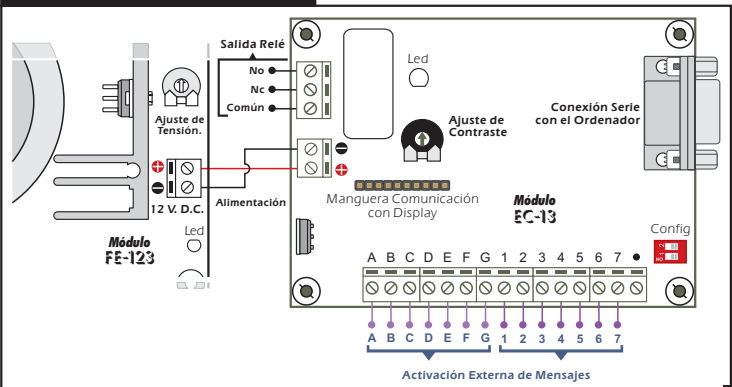 Salida Relé
No
Nc
Común
Led
Ajuste de
Contraste
Conexión Serie
con el Ordenador
Ajuste de
Tensión.
12 V. D.C.
Alimentación
Manguera Comunicación
con Display
Módulo
EC-13
Módulo
FE-123
Led
Config
A B C D E F G 1 2 3 4 5 6 7
A B C D E F G 1 2 3 4 5 6 7
Activación Externa de Mensajes